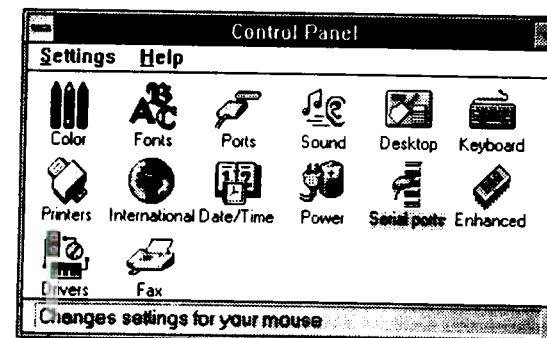 Control Panel
Settings Help
Color Fonts Ports Sound Desktop Keyboard
Printers International Date/Time Power Serial ports Enhanced
Drivers Fax
Changes settings for your mouse